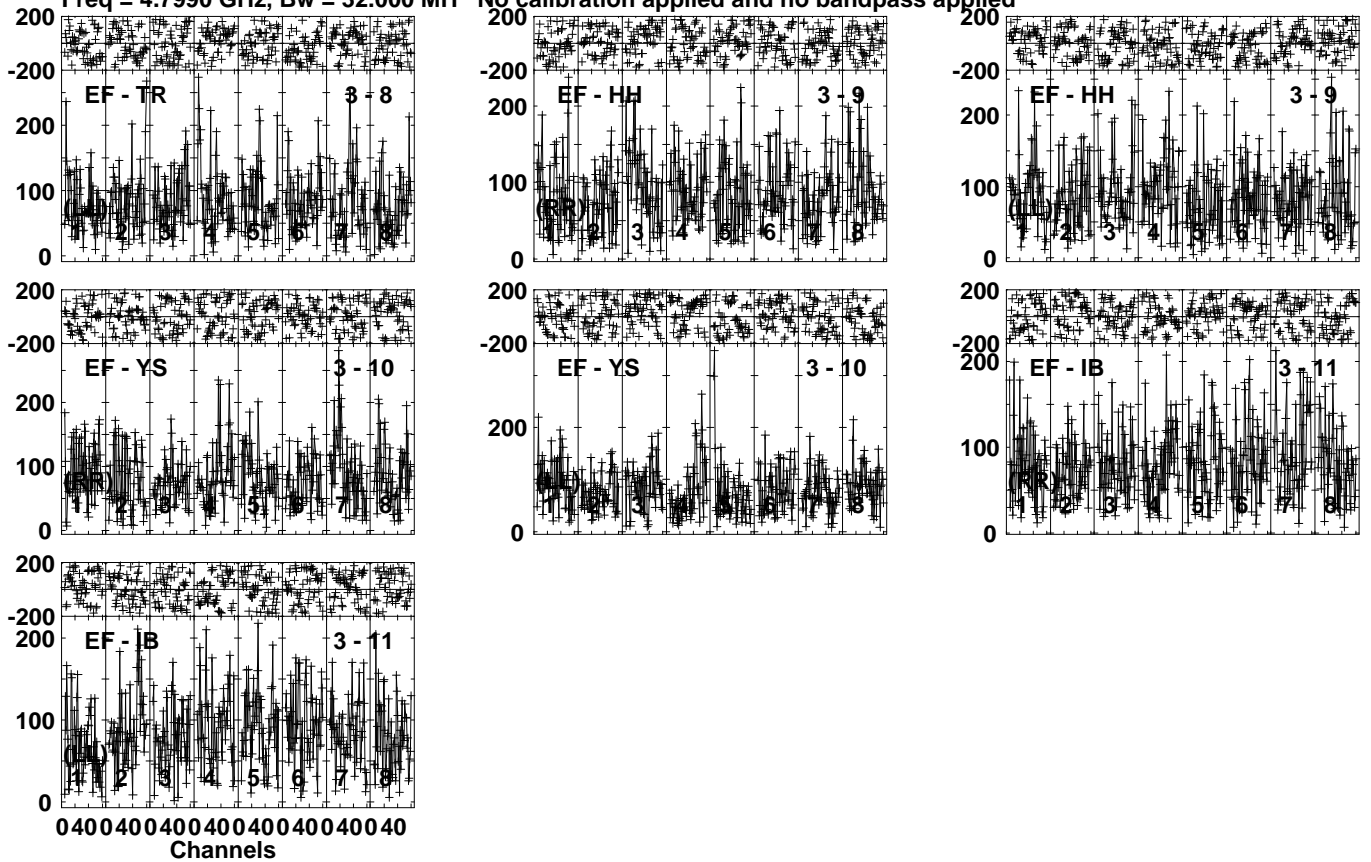 Freq = 4.7990 GHz, Bw = 32.000 MH No calibration applied and no bandpass applied
200
-200
EF - TR 3 - 8
200
100
(LL)
1 2 3 4 5 6 7 8
0
200
-200
EF - HH 3 - 9
200
100
(RR)
1 2 3 4 5 6 7 8
0
200
-200
EF - HH 3 - 9
200
100
(LL)
1 2 3 4 5 6 7 8
0
200
-200
EF - YS 3 - 10
200
100
(RR)
1 2 3 4 5 6 7 8
0
200
-200
EF - YS 3 - 10
200
(LL)
1 2 3 4 5 6 7 8
0
200
-200
EF - IB 3 - 11
200
100
(RR)
1 2 3 4 5 6 7 8
0
200
-200
EF - IB 3 - 11
200
100
(LL)
1 2 3 4 5 6 7 8
0
0 40 0 40 0 40 0 40 0 40 0 40 0 40 0 40
Channels